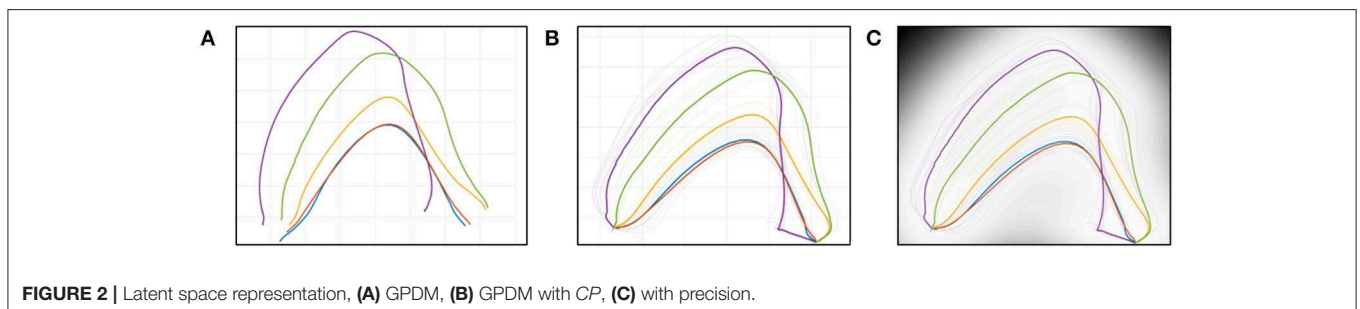 A
B
C
FIGURE 2 | Latent space representation, (A) GPDM, (B) GPDM with CP, (C) with precision.